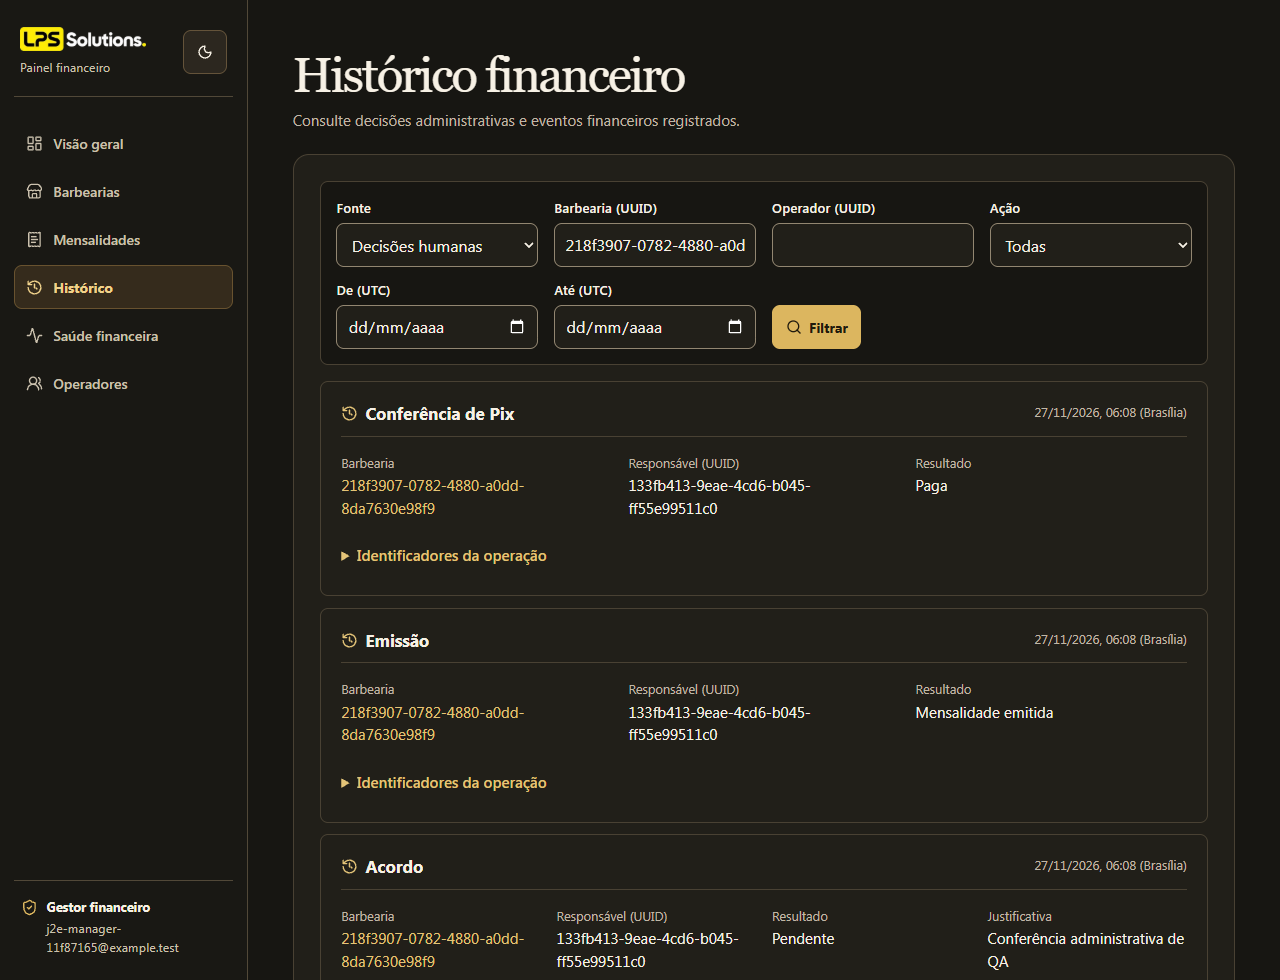 LPS Solutions.
Painel financeiro
Visão geral
Barbearias
Mensalidades
Histórico
Saúde financeira
Operadores
Gestor financeiro
j2e-manager-
11f87165@example.test
Histórico financeiro
Consulte decisões administrativas e eventos financeiros registrados.
Fonte
Barbearia (UUID)
Operador (UUID)
Ação
Decisões humanas
218f3907-0782-4880-a0d
Todas
De (UTC)
Até (UTC)
dd/mm/aaaa
dd/mm/aaaa
Filtrar
Conferência de Pix
27/11/2026, 06:08 (Brasília)
Barbearia
Responsável (UUID)
Resultado
218f3907-0782-4880-a0dd-
8da7630e98f9
133fb413-9eae-4cd6-b045-
ff55e99511c0
Paga
Identificadores da operação
Emissão
27/11/2026, 06:08 (Brasília)
Barbearia
Responsável (UUID)
Resultado
218f3907-0782-4880-a0dd-
8da7630e98f9
133fb413-9eae-4cd6-b045-
ff55e99511c0
Mensalidade emitida
Identificadores da operação
Acordo
27/11/2026, 06:08 (Brasília)
Barbearia
Responsável (UUID)
Resultado
Justificativa
218f3907-0782-4880-a0dd-
8da7630e98f9
133fb413-9eae-4cd6-b045-
ff55e99511c0
Pendente
Conferência administrativa de
QA